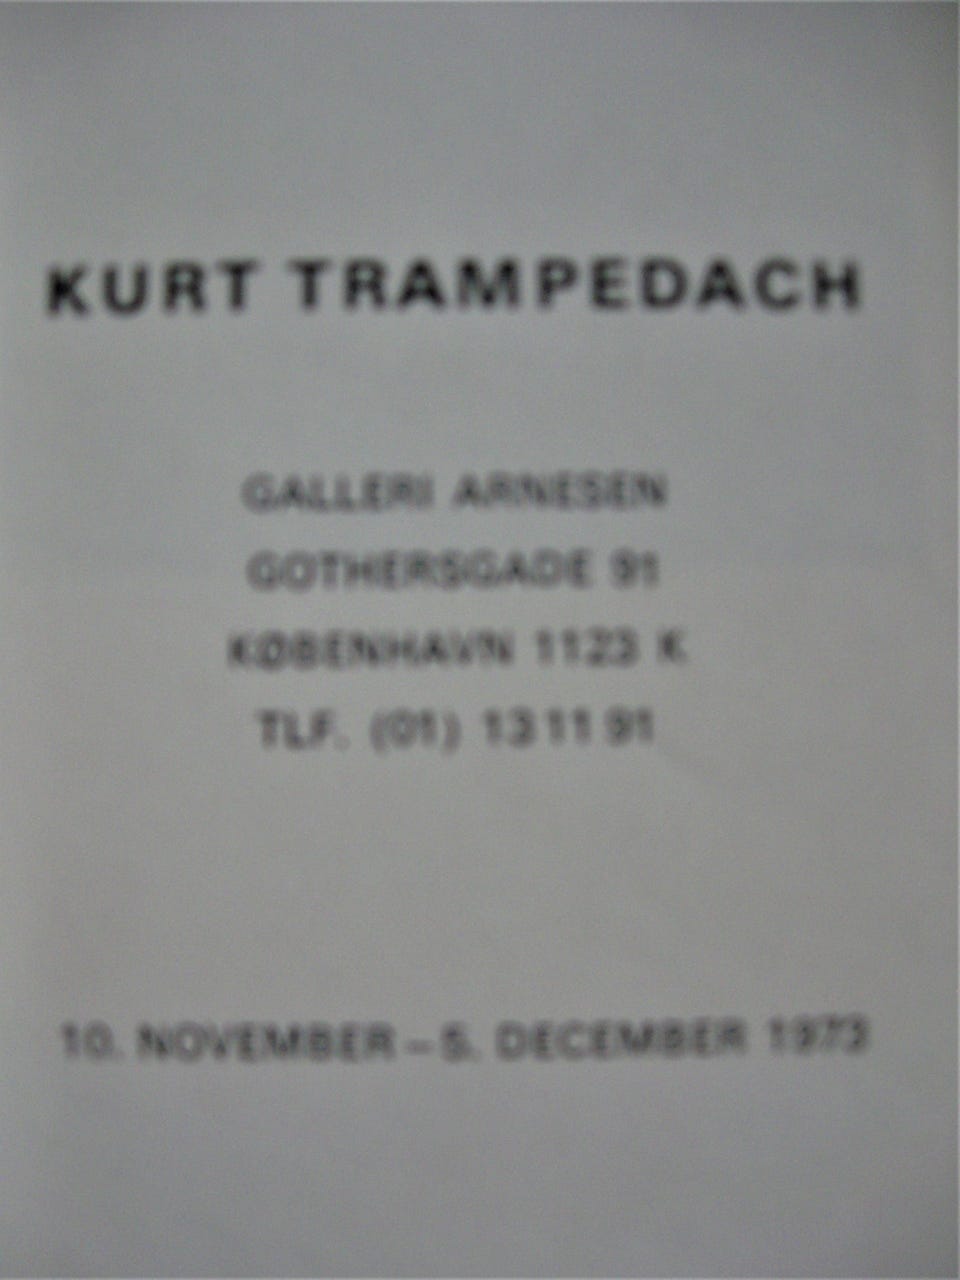 KURT TRAMPEDACH
GALLERI ARNESEN
GOTHERSGADE 91
KØBENHAVN 1123 K
TLF. (01) 13 11 91
10. NOVEMBER – 5. DECEMBER 1973